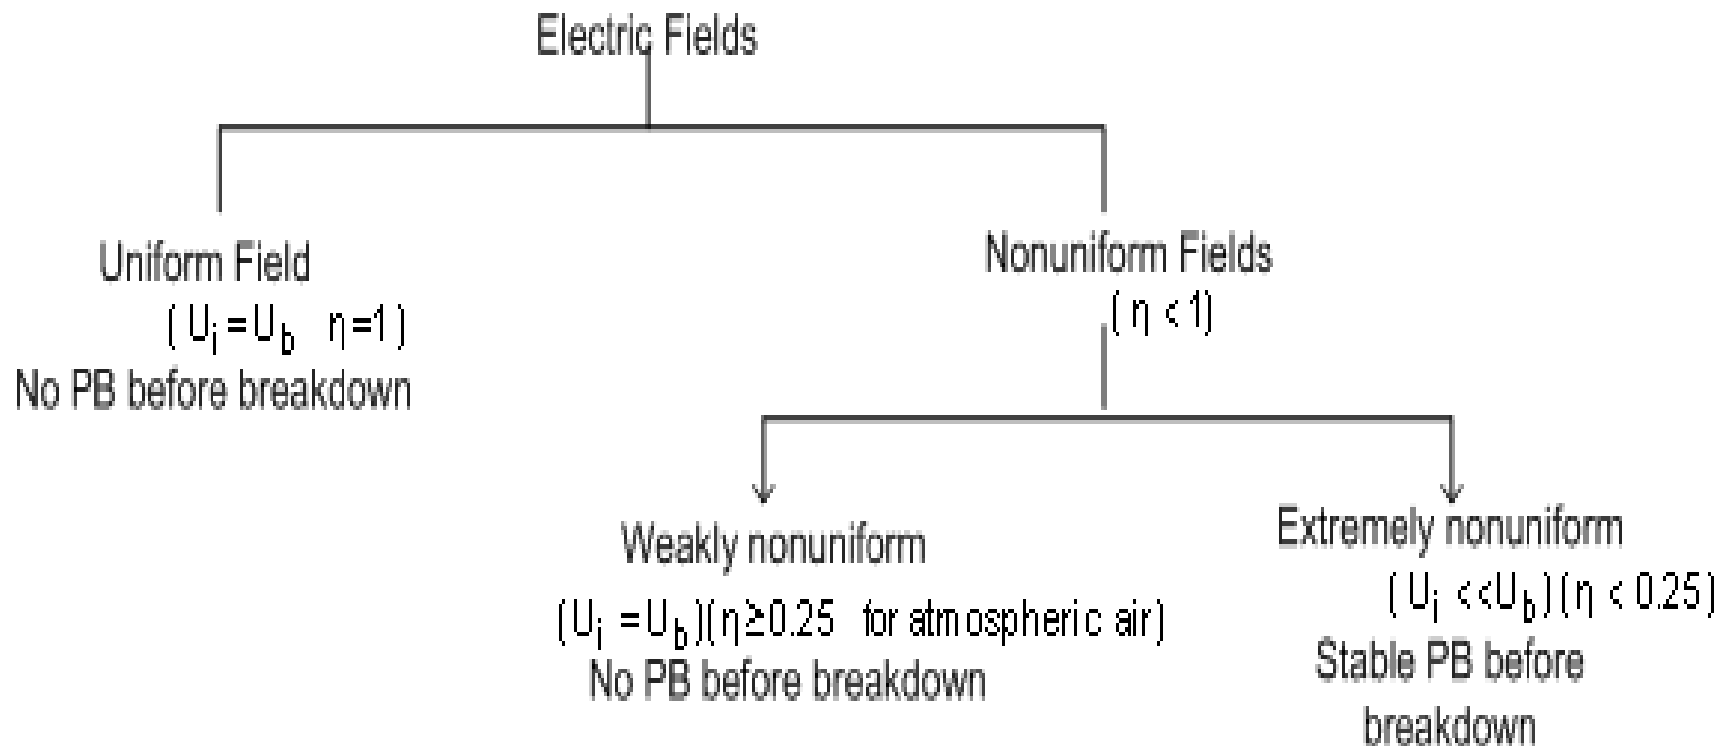 Electric Fields
Uniform Field
( Ui = Ub η =1 )
No PB before breakdown
Nonuniform Fields
( η < 1)
Weakly nonuniform
(Ui = Ub)(η≥0.25 for atmospheric air)
No PB before breakdown
Extremely nonuniform
( Ui <<Ub)(η < 0.25)
Stable PB before
breakdown